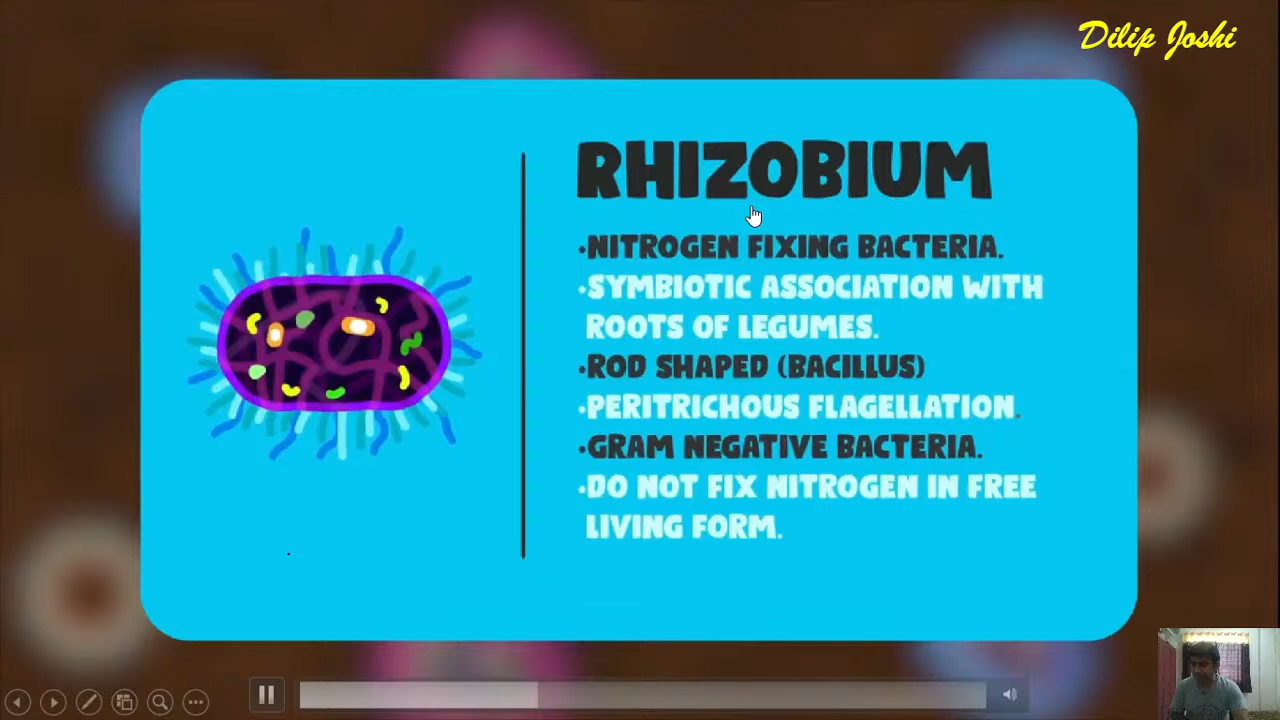 Dilip Joshi
RHIZOBIUM
•NITROGEN FIXING BACTERIA.
•SYMBIOTIC ASSOCIATION WITH
ROOTS OF LEGUMES.
•ROD SHAPED (BACILLUS)
•PERITRICHOUS FLAGELLATION.
•GRAM NEGATIVE BACTERIA.
•DO NOT FIX NITROGEN IN FREE
LIVING FORM.